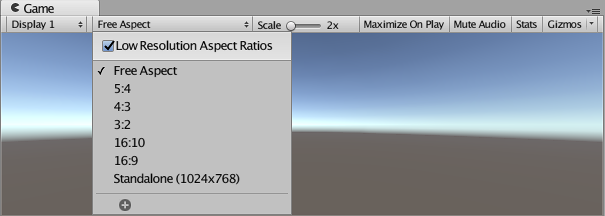 Game
Display 1 Free Aspect Scale 2x Maximize On Play Mute Audio Stats Gizmos
Low Resolution Aspect Ratios
Free Aspect
5:4
4:3
3:2
16:10
16:9
Standalone (1024x768)